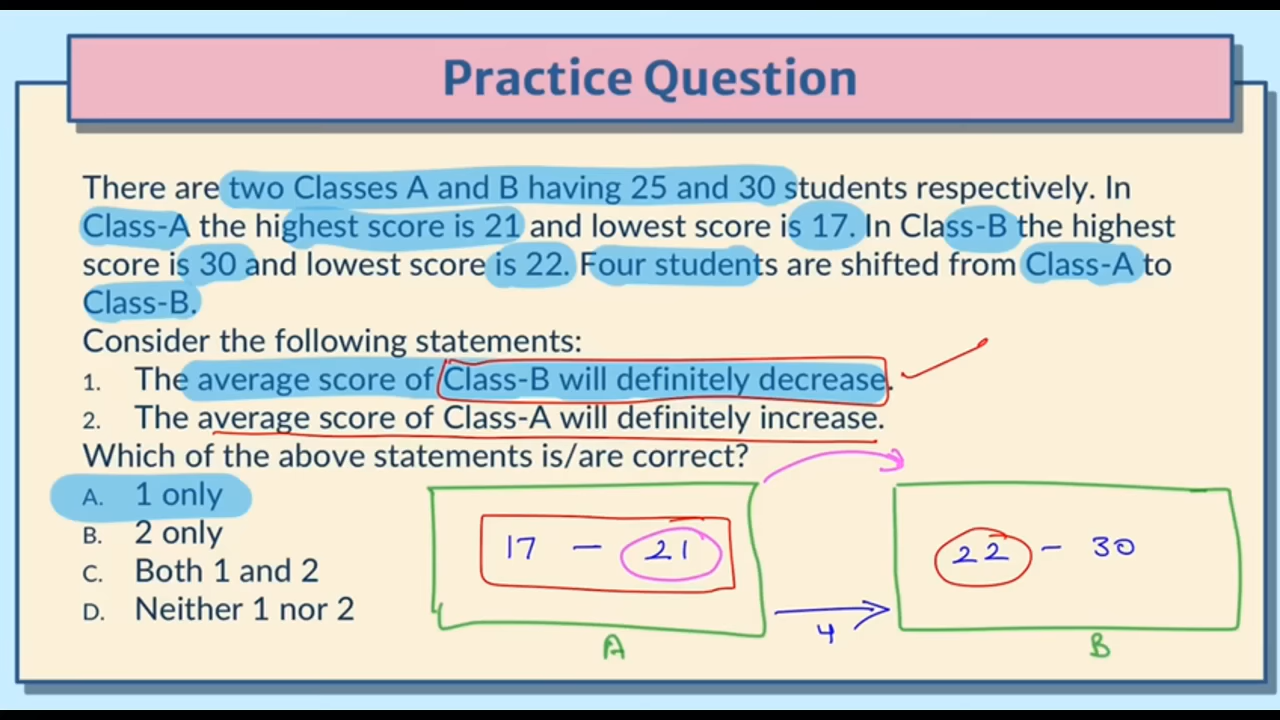 Practice Question
There are two Classes A and B having 25 and 30 students respectively. In
Class-A the highest score is 21 and lowest score is 17. In Class-B the highest
score is 30 and lowest score is 22. Four students are shifted from Class-A to
Class-B.
Consider the following statements:
1. The average score of Class-B will definitely decrease.
2. The average score of Class-A will definitely increase.
Which of the above statements is/are correct?
A. 1 only
B. 2 only
C. Both 1 and 2
D. Neither 1 nor 2
17 - 21
22 - 30
4
A
B